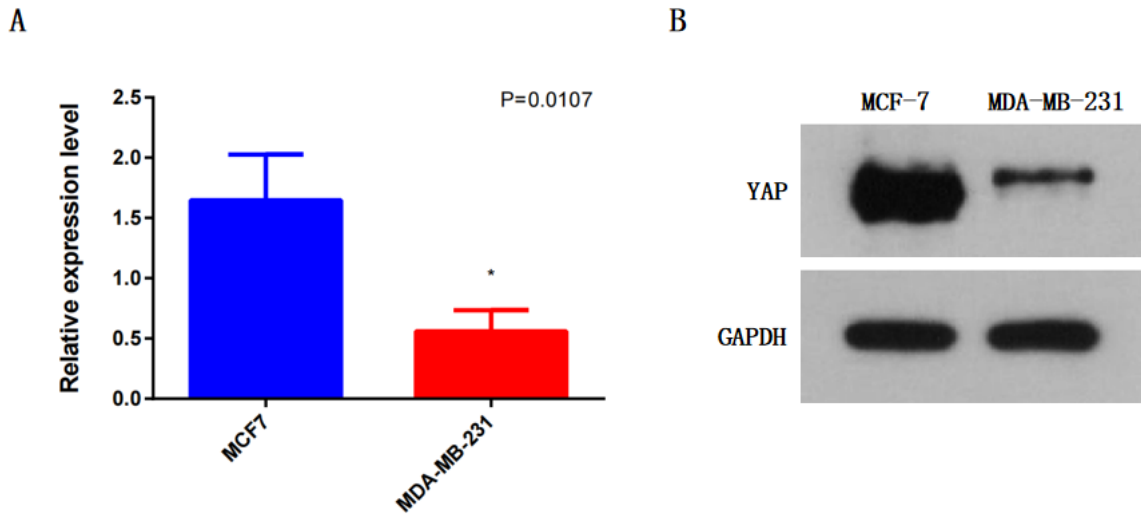 A
B
P=0.0107
Relative expression level
2.5
2.0
1.5
1.0
0.5
0.0
*
MCF7
MDA-MB-231
MCF-7 MDA-MB-231
YAP
GAPDH